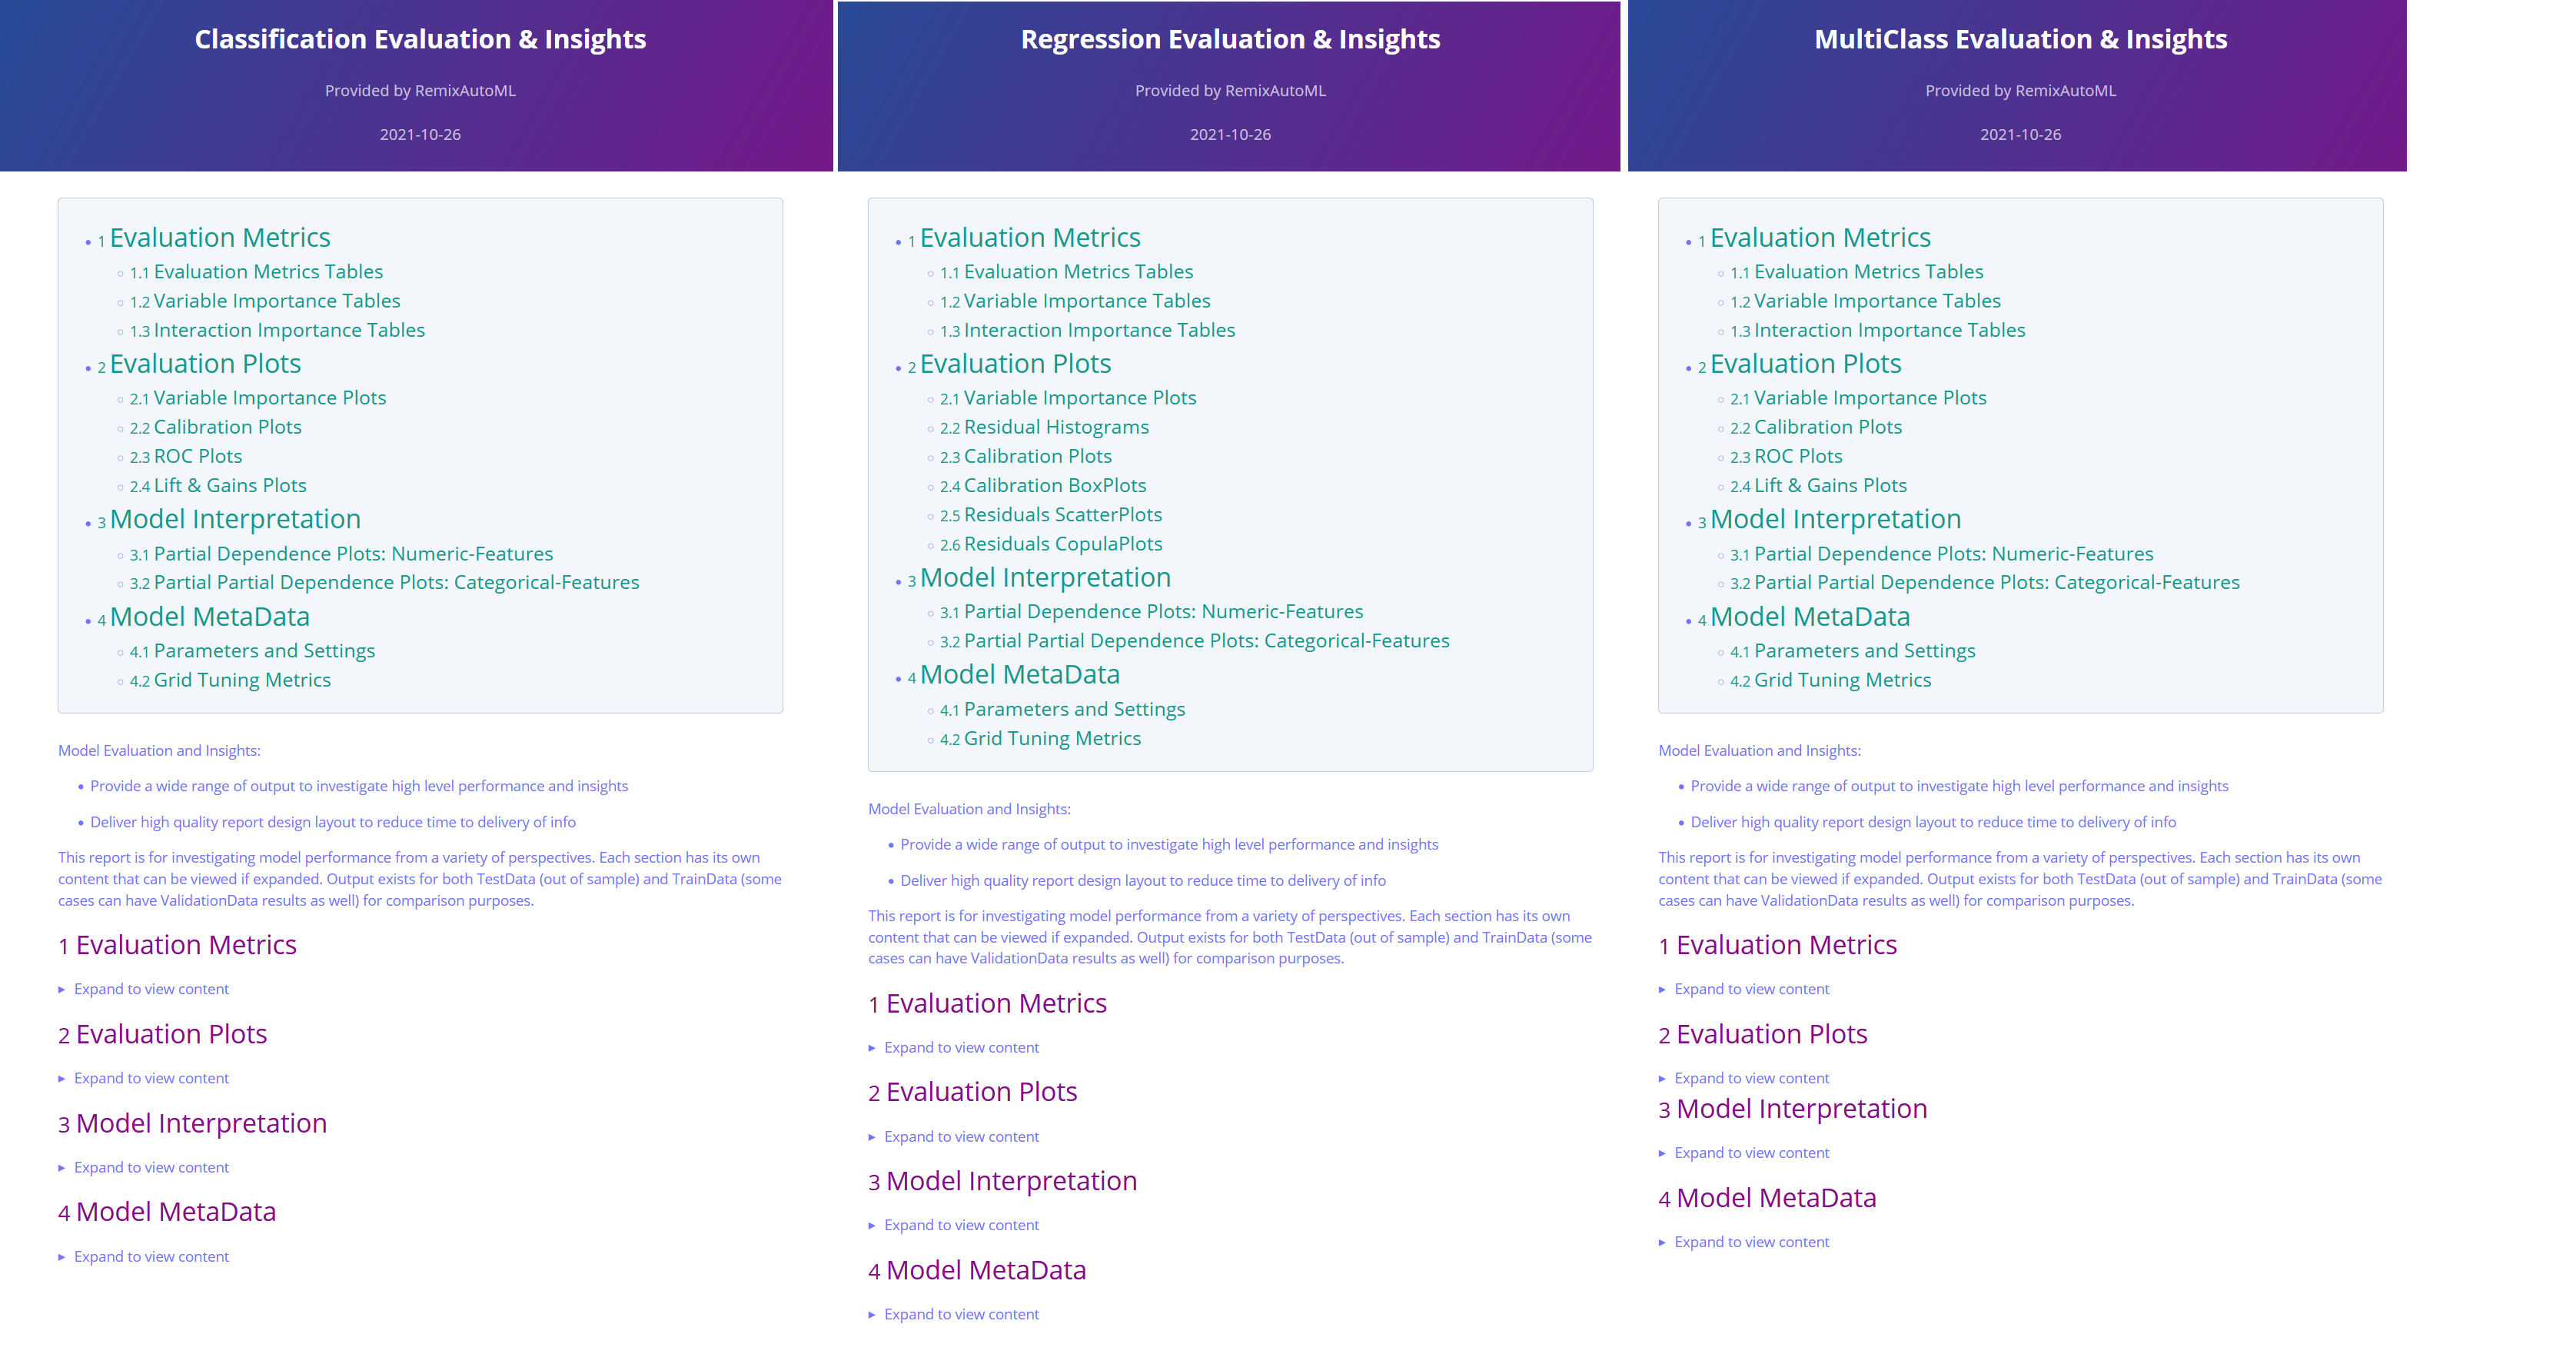 Classification Evaluation & Insights
Provided by RemixAutoML
2021-10-26
• 1 Evaluation Metrics
◦ 1.1 Evaluation Metrics Tables
◦ 1.2 Variable Importance Tables
◦ 1.3 Interaction Importance Tables
• 2 Evaluation Plots
◦ 2.1 Variable Importance Plots
◦ 2.2 Calibration Plots
◦ 2.3 ROC Plots
◦ 2.4 Lift & Gains Plots
• 3 Model Interpretation
◦ 3.1 Partial Dependence Plots: Numeric-Features
◦ 3.2 Partial Partial Dependence Plots: Categorical-Features
• 4 Model MetaData
◦ 4.1 Parameters and Settings
◦ 4.2 Grid Tuning Metrics
Model Evaluation and Insights:
• Provide a wide range of output to investigate high level performance and insights
• Deliver high quality report design layout to reduce time to delivery of info
This report is for investigating model performance from a variety of perspectives. Each section has its own
content that can be viewed if expanded. Output exists for both TestData (out of sample) and TrainData (some
cases can have ValidationData results as well) for comparison purposes.
1 Evaluation Metrics
▸ Expand to view content
2 Evaluation Plots
▸ Expand to view content
3 Model Interpretation
▸ Expand to view content
4 Model MetaData
▸ Expand to view content
Regression Evaluation & Insights
Provided by RemixAutoML
2021-10-26
• 1 Evaluation Metrics
◦ 1.1 Evaluation Metrics Tables
◦ 1.2 Variable Importance Tables
◦ 1.3 Interaction Importance Tables
• 2 Evaluation Plots
◦ 2.1 Variable Importance Plots
◦ 2.2 Residual Histograms
◦ 2.3 Calibration Plots
◦ 2.4 Calibration BoxPlots
◦ 2.5 Residuals ScatterPlots
◦ 2.6 Residuals CopulaPlots
• 3 Model Interpretation
◦ 3.1 Partial Dependence Plots: Numeric-Features
◦ 3.2 Partial Partial Dependence Plots: Categorical-Features
• 4 Model MetaData
◦ 4.1 Parameters and Settings
◦ 4.2 Grid Tuning Metrics
Model Evaluation and Insights:
• Provide a wide range of output to investigate high level performance and insights
• Deliver high quality report design layout to reduce time to delivery of info
This report is for investigating model performance from a variety of perspectives. Each section has its own
content that can be viewed if expanded. Output exists for both TestData (out of sample) and TrainData (some
cases can have ValidationData results as well) for comparison purposes.
1 Evaluation Metrics
▸ Expand to view content
2 Evaluation Plots
▸ Expand to view content
3 Model Interpretation
▸ Expand to view content
4 Model MetaData
▸ Expand to view content
MultiClass Evaluation & Insights
Provided by RemixAutoML
2021-10-26
• 1 Evaluation Metrics
◦ 1.1 Evaluation Metrics Tables
◦ 1.2 Variable Importance Tables
◦ 1.3 Interaction Importance Tables
• 2 Evaluation Plots
◦ 2.1 Variable Importance Plots
◦ 2.2 Calibration Plots
◦ 2.3 ROC Plots
◦ 2.4 Lift & Gains Plots
• 3 Model Interpretation
◦ 3.1 Partial Dependence Plots: Numeric-Features
◦ 3.2 Partial Partial Dependence Plots: Categorical-Features
• 4 Model MetaData
◦ 4.1 Parameters and Settings
◦ 4.2 Grid Tuning Metrics
Model Evaluation and Insights:
• Provide a wide range of output to investigate high level performance and insights
• Deliver high quality report design layout to reduce time to delivery of info
This report is for investigating model performance from a variety of perspectives. Each section has its own
content that can be viewed if expanded. Output exists for both TestData (out of sample) and TrainData (some
cases can have ValidationData results as well) for comparison purposes.
1 Evaluation Metrics
▸ Expand to view content
2 Evaluation Plots
▸ Expand to view content
3 Model Interpretation
▸ Expand to view content
4 Model MetaData
▸ Expand to view content